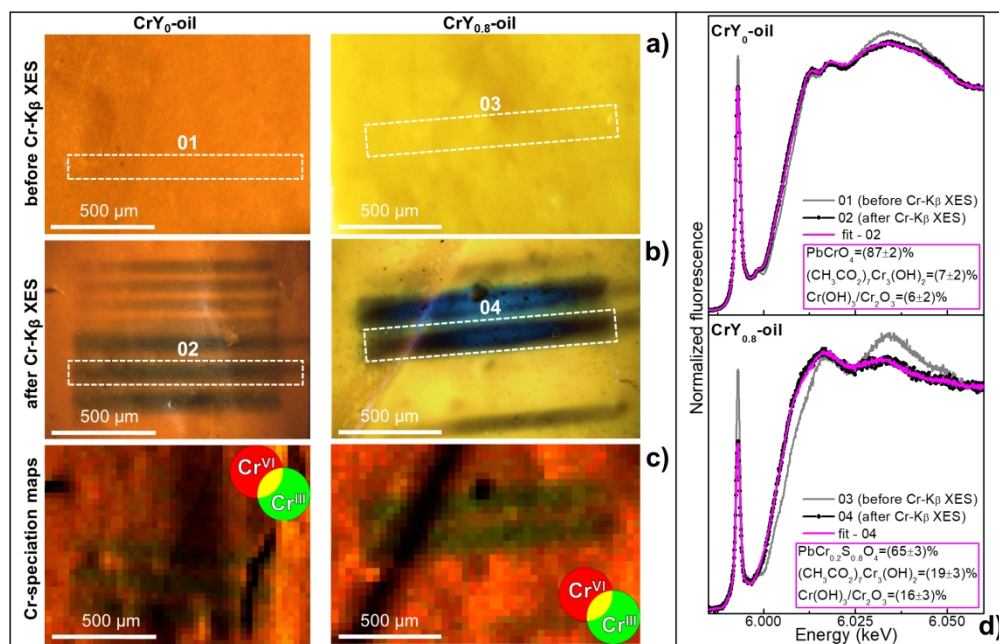 CrY0-oil
CrY0.8-oil
before Cr-Kβ XES
a)
01
500 μm
03
500 μm
after Cr-Kβ XES
b)
02
500 μm
04
500 μm
Cr-speciation maps
c)
CrVI
CrIII
500 μm
CrVI
CrIII
500 μm
Normalized fluorescence
CrY0-oil
01 (before Cr-Kβ XES)
02 (after Cr-Kβ XES)
fit - 02
PbCrO4=(87±2)%
(CH3CO2)7Cr3(OH)2=(7±2)%
Cr(OH)3/Cr2O3=(6±2)%
CrY0.8-oil
03 (before Cr-Kβ XES)
04 (after Cr-Kβ XES)
fit - 04
PbCr0.2S0.8O4=(65±3)%
(CH3CO2)7Cr3(OH)2=(19±3)%
Cr(OH)3/Cr2O3=(16±3)%
6.000 6.050
Energy (keV)
d)